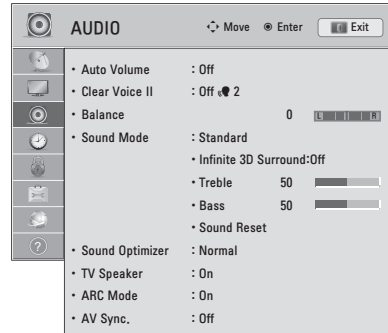 AUDIO Move Enter Exit
• Auto Volume : Off
• Clear Voice II : Off 2
• Balance 0 L R
• Sound Mode : Standard
• Infinite 3D Surround:Off
• Treble 50
• Bass 50
• Sound Reset
• Sound Optimizer : Normal
• TV Speaker : On
• ARC Mode : On
• AV Sync. : Off
?